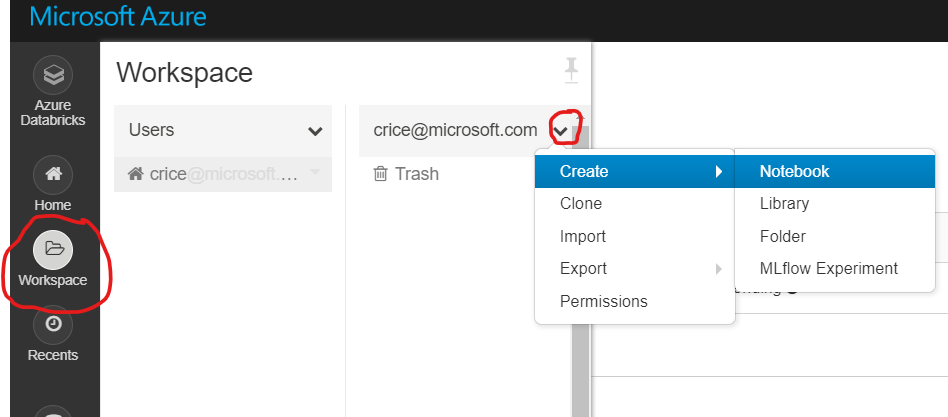 Microsoft Azure
Azure
Databricks
Home
Workspace
Recents
Workspace
Users
crice@microsoft....
crice@microsoft.com
Trash
Create
Clone
Import
Export
Permissions
Notebook
Library
Folder
MLflow Experiment